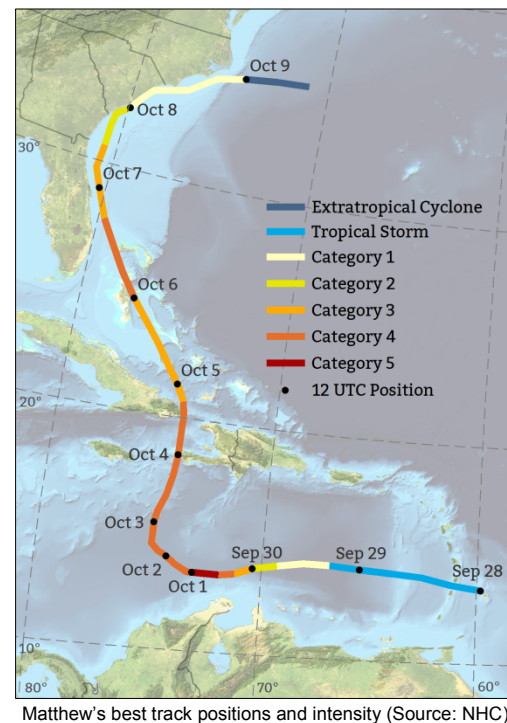 Oct 9
Oct 8
30°
Oct 7
Extratropical Cyclone
Tropical Storm
Category 1
Category 2
Category 3
Category 4
Category 5
12 UTC Position
Oct 6
Oct 5
20°
Oct 4
Oct 3
Oct 2
Oct 1
Sep 30
Sep 29
Sep 28
10°
80°
70°
60°
Matthew's best track positions and intensity (Source: NHC)